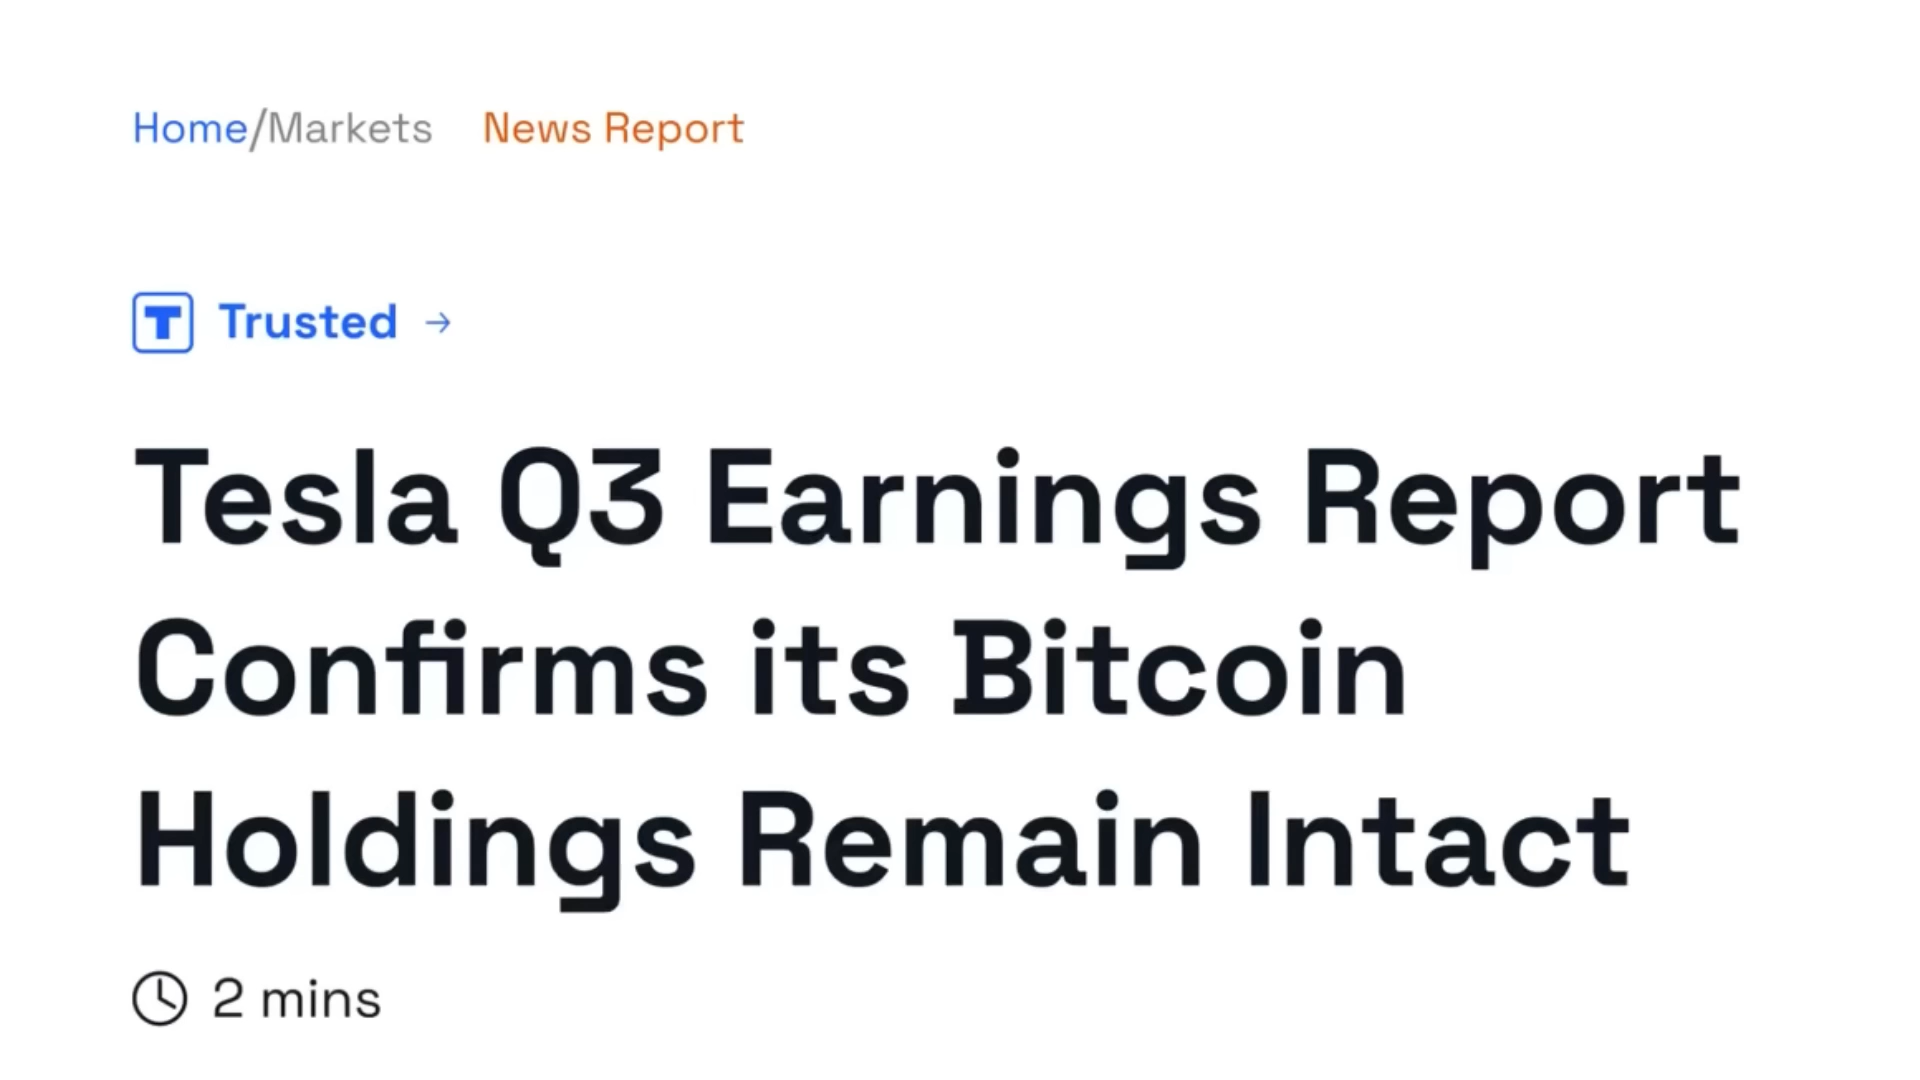 Home/Markets News Report
T Trusted →
Tesla Q3 Earnings Report
Confirms its Bitcoin
Holdings Remain Intact
2 mins